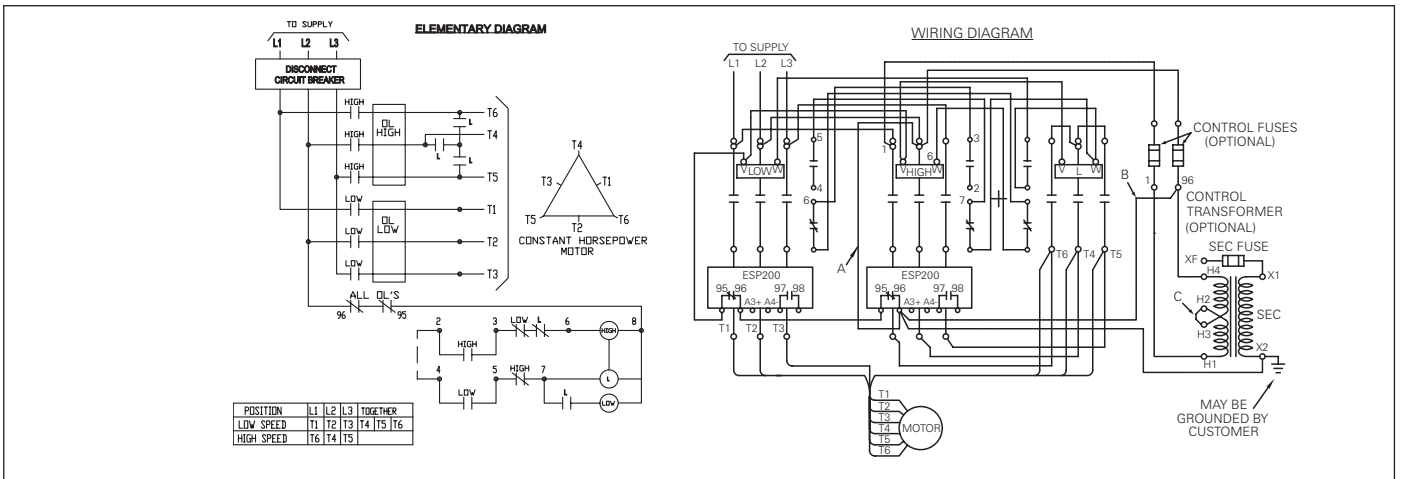 ELEMENTARY DIAGRAM
TO SUPPLY
L1 L2 L3
DISCONNECT
CIRCUIT BREAKER
HIGH
T6
L
HIGH
OL
HIGH
T4
L
L
HIGH
T5
LOW
T1
OL
LOW
LOW
T2
LOW
T3
T4
T3 T1
T5 T2 T6
CONSTANT HORSEPOWER
MOTOR
ALL OL'S
96 95
2 3 LOW L 6 HIGH 8
HIGH
4 5 HIGH 7 L
LOW L LOW
POSITION L1 L2 L3 TOGETHER
LOW SPEED T1 T2 T3 T4 T5 T6
HIGH SPEED T6 T4 T5
WIRING DIAGRAM
TO SUPPLY
L1 L2 L3
5 1 3
V LOW W
4
6
V HIGH W
6
2
7
V L W
CONTROL FUSES
(OPTIONAL)
B
1 96
CONTROL
TRANSFORMER
(OPTIONAL)
SEC FUSE
XF
H4 X1
C H2
H3
SEC
H1 X2
MAY BE
GROUNDED BY
CUSTOMER
A
T6 T4 T5
ESP200
95 96 97 98
A3+ A4-
T1 T2 T3
ESP200
95 96 97 98
A3+ A4-
T1
T2
T3
T4
T5
T6
MOTOR